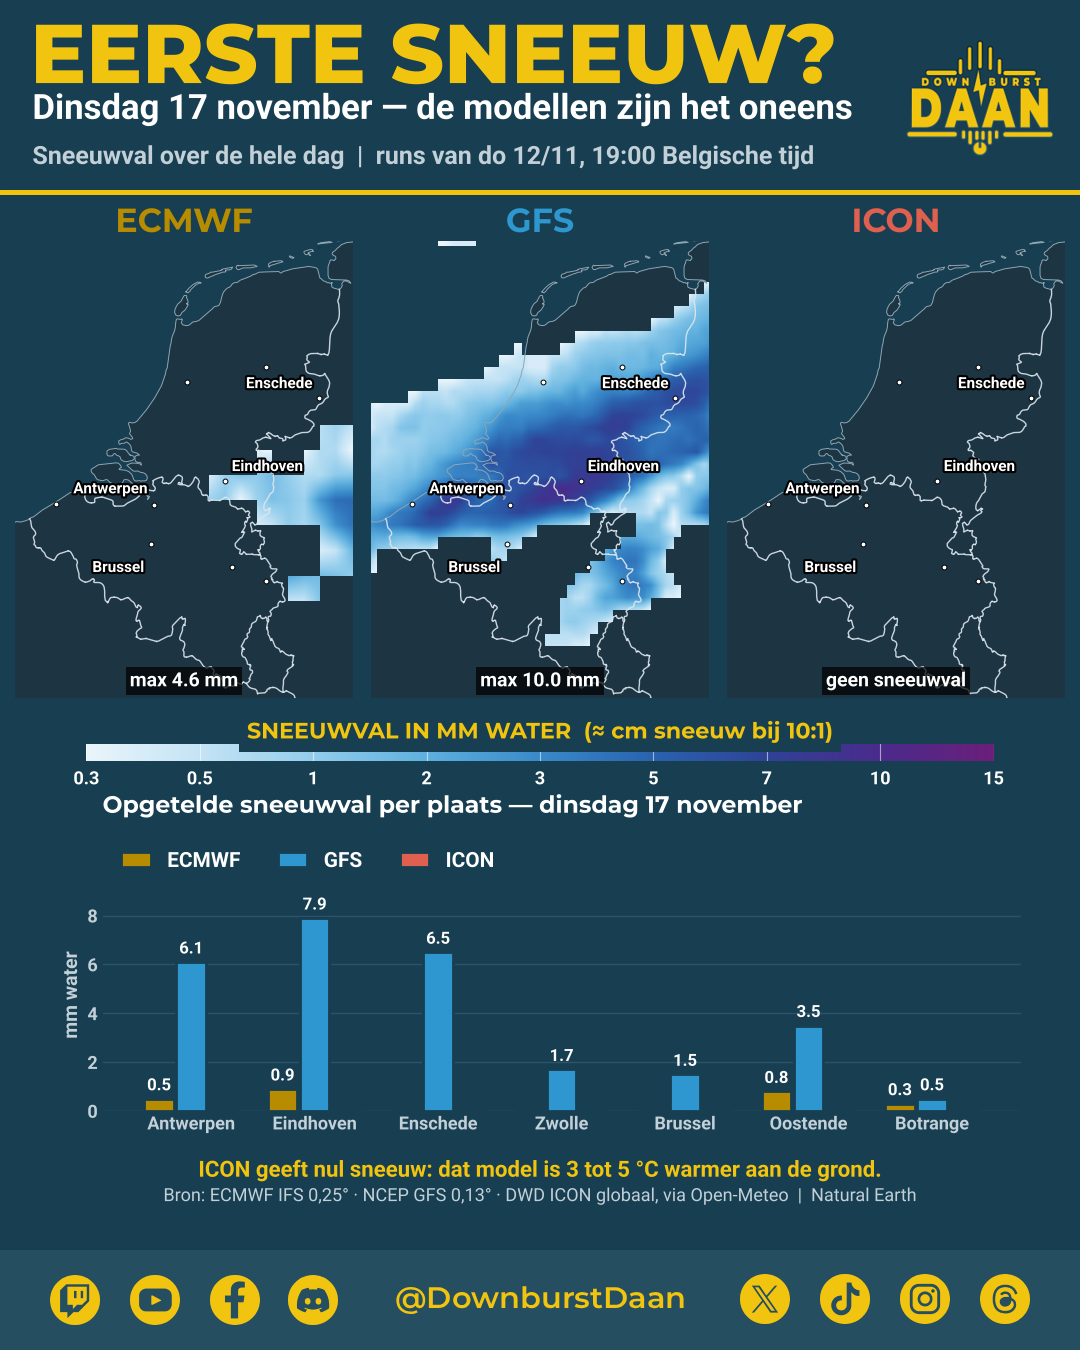 EERSTE SNEEUW?
Dinsdag 17 november — de modellen zijn het oneens
Sneeuwval over de hele dag | runs van do 12/11, 19:00 Belgische tijd
DOWNBURST
DAAN
ECMWF
GFS
ICON
Enschede
Eindhoven
Antwerpen
Brussel
max 4.6 mm
Enschede
Eindhoven
Antwerpen
Brussel
max 10.0 mm
Enschede
Eindhoven
Antwerpen
Brussel
geen sneeuwval
SNEEUWVAL IN MM WATER (≈ cm sneeuw bij 10:1)
0.3 0.5 1 2 3 5 7 10 15
Opgetelde sneeuwval per plaats — dinsdag 17 november
ECMWF GFS ICON
mm water
8
6
4
2
0
0.5 6.1
0.9 7.9
6.5
1.7
1.5
0.8 3.5
0.3 0.5
Antwerpen Eindhoven Enschede Zwolle Brussel Oostende Botrange
ICON geeft nul sneeuw: dat model is 3 tot 5 °C warmer aan de grond.
Bron: ECMWF IFS 0,25° · NCEP GFS 0,13° · DWD ICON globaal, via Open-Meteo | Natural Earth
@DownburstDaan